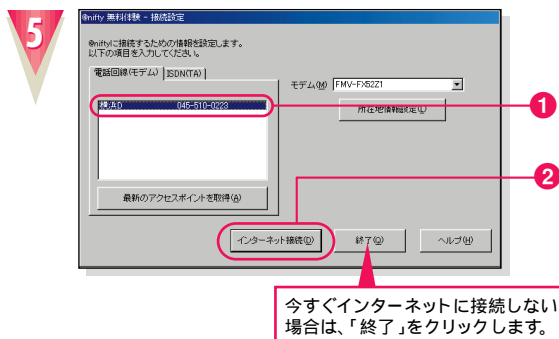 5
@nifty 無料体験 - 接続設定
@niftyに接続するための情報を設定します。
以下の項目を入力してください。
電話回線(モデム) ISDN(TA)
モデム(M) FMV-FX52Z1
横浜D 045-510-0223
1
所在地情報設定(L)
2
最新のアクセスポイントを取得(A)
インターネット接続(D) 終了(Q) ヘルプ(H)
今すぐインターネットに接続しない
場合は、「終了」をクリックします。